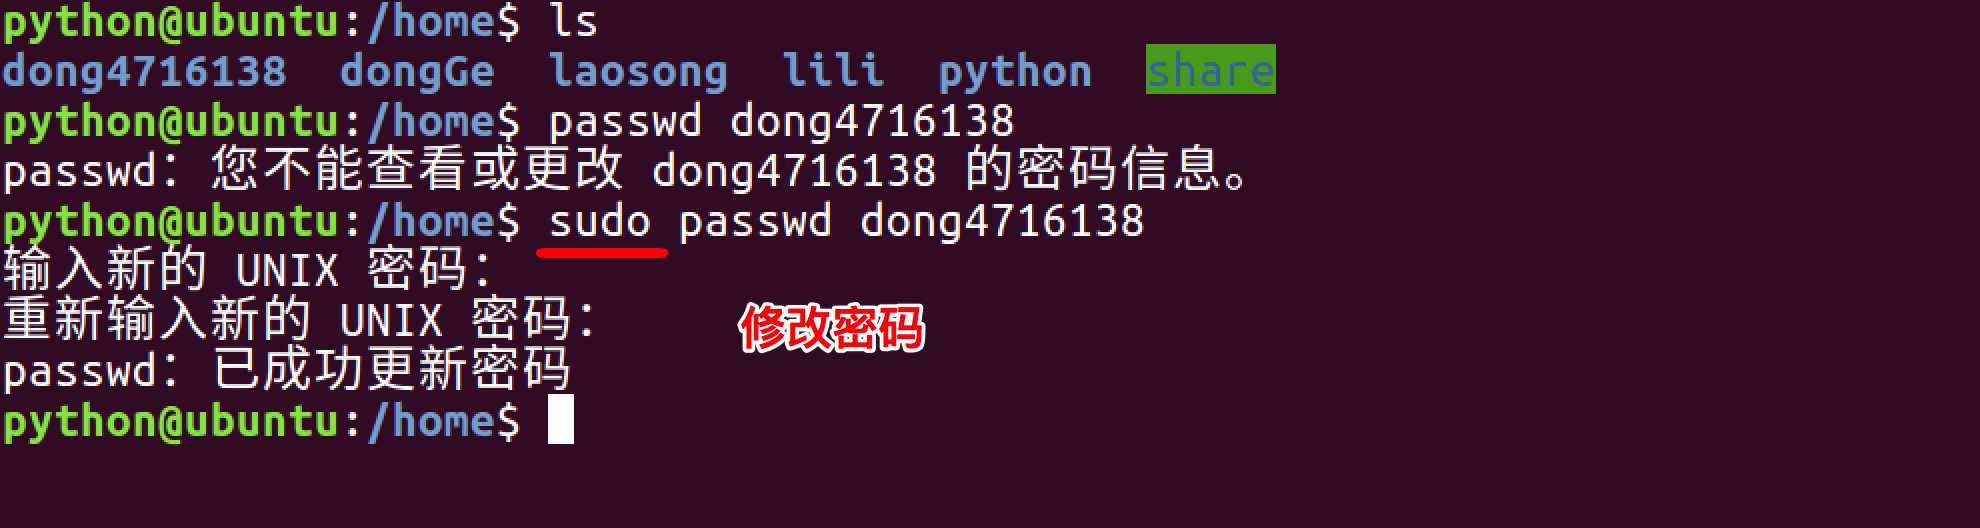 python@ubuntu:/home$ ls
dong4716138  dongGe  laosong  lili  python  share
python@ubuntu:/home$ passwd dong4716138
passwd：您不能查看或更改 dong4716138 的密码信息。
python@ubuntu:/home$ sudo passwd dong4716138
输入新的 UNIX 密码：
重新输入新的 UNIX 密码：
修改密码
passwd：已成功更新密码
python@ubuntu:/home$